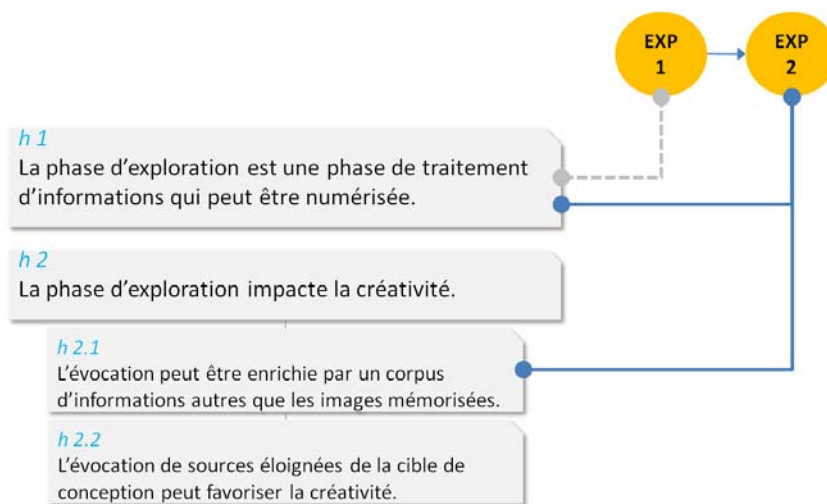 EXP
1
EXP
2
h 1
La phase d'exploration est une phase de traitement
d'informations qui peut être numérisée.
h 2
La phase d'exploration impacte la créativité.
h 2.1
L'évocation peut être enrichie par un corpus
d'informations autres que les images mémorisées.
h 2.2
L'évocation de sources éloignées de la cible de
conception peut favoriser la créativité.